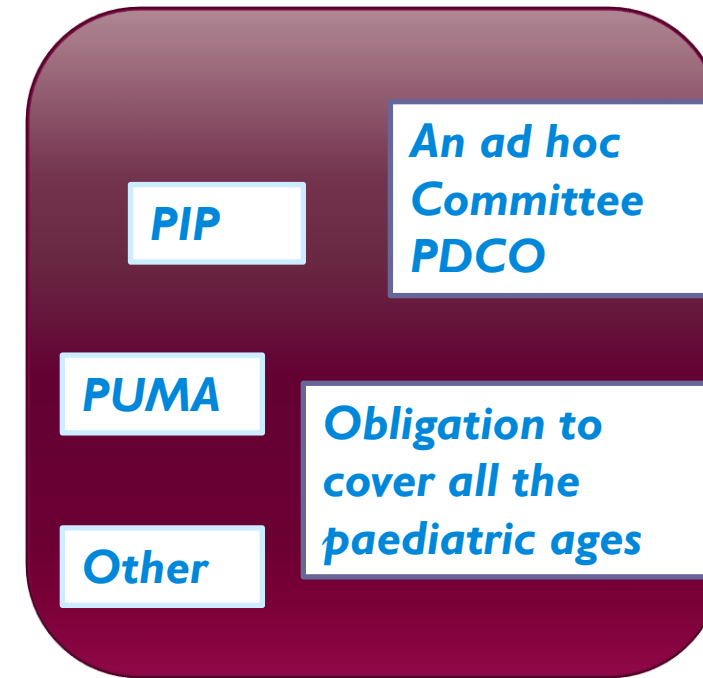 PIP
An ad hoc
Committee
PDCO
PUMA
Obligation to
cover all the
paediatric ages
Other